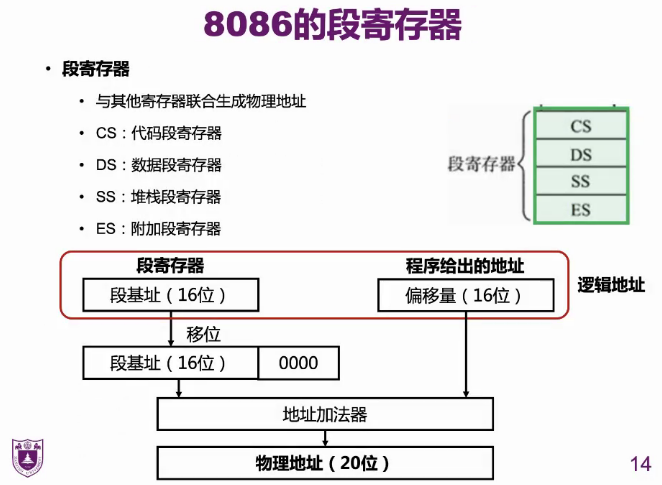 8086的段寄存器
• 段寄存器
• 与其他寄存器联合生成物理地址
• CS：代码段寄存器
• DS：数据段寄存器
• SS：堆栈段寄存器
• ES：附加段寄存器
段寄存器
CS
DS
SS
ES
段寄存器
程序给出的地址
逻辑地址
段基址（16位）
偏移量（16位）
移位
段基址（16位）
0000
地址加法器
物理地址（20位）
14